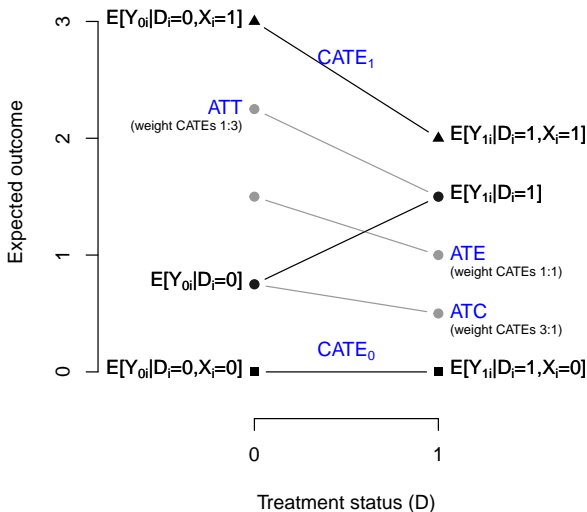 E[Y₀ᵢ|Dᵢ=0,Xᵢ=1]
CATE₁
ATT
(weight CATEs 1:3)
E[Y₁ᵢ|Dᵢ=1,Xᵢ=1]
E[Y₁ᵢ|Dᵢ=1]
ATE
(weight CATEs 1:1)
E[Y₀ᵢ|Dᵢ=0]
ATC
(weight CATEs 3:1)
CATE₀
E[Y₀ᵢ|Dᵢ=0,Xᵢ=0]
E[Y₁ᵢ|Dᵢ=1,Xᵢ=0]
3
2
1
0
Expected outcome
0 1
Treatment status (D)